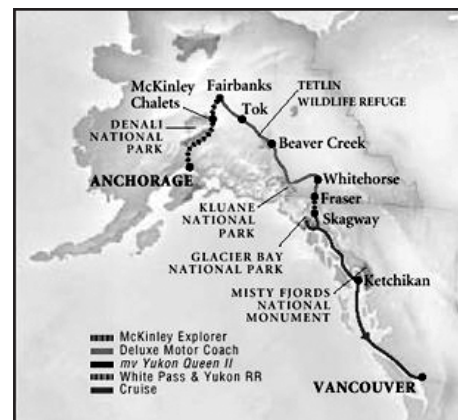 McKinley
Chalets
Fairbanks
TETLIN
WILDLIFE REFUGE
Tok
DENALI
NATIONAL
PARK
Beaver Creek
ANCHORAGE
Whitehorse
KLUANE
NATIONAL
PARK
Fraser
Skagway
GLACIER BAY
NATIONAL PARK
MISTY FJORDS
NATIONAL
MONUMENT
Ketchikan
VANCOUVER
McKinley Explorer
Deluxe Motor Coach
mv Yukon Queen II
White Pass & Yukon RR
Cruise